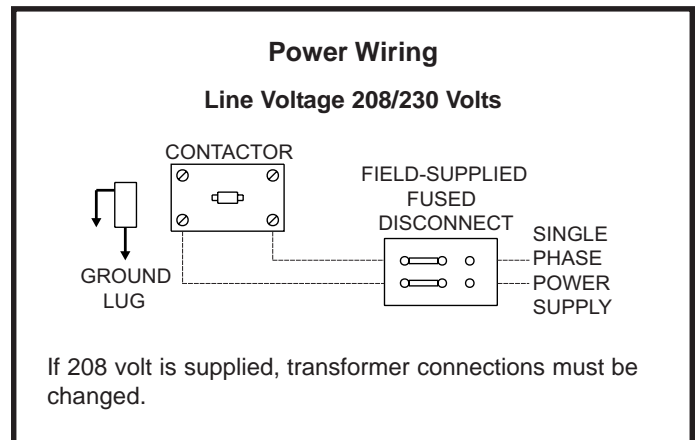 Power Wiring
Line Voltage 208/230 Volts
CONTACTOR
FIELD-SUPPLIED
FUSED
DISCONNECT
SINGLE
PHASE
POWER
SUPPLY
GROUND
LUG
If 208 volt is supplied, transformer connections must be
changed.